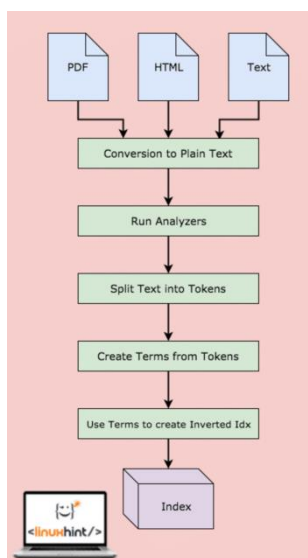 PDF
HTML
Text
Conversion to Plain Text
Run Analyzers
Split Text into Tokens
Create Terms from Tokens
Use Terms to create Inverted Idx
Index
<linuxhint/>